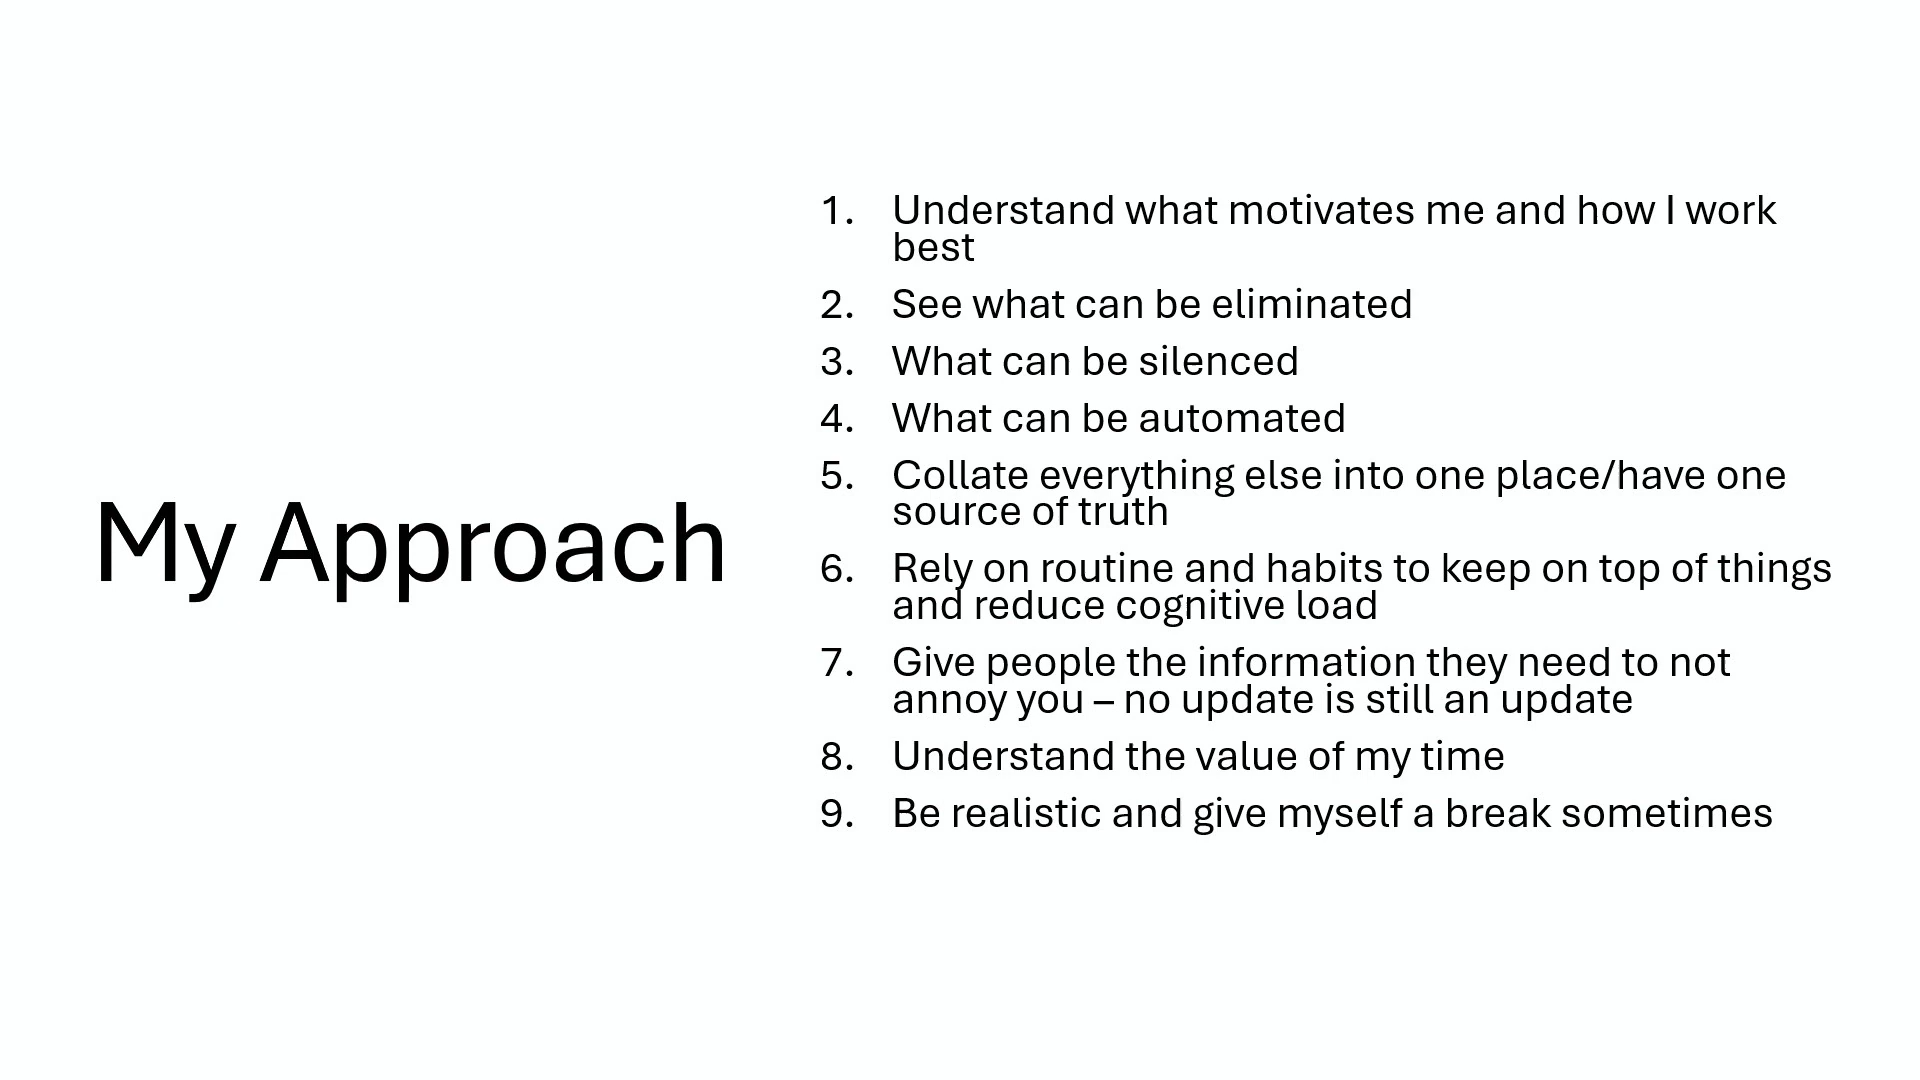 My Approach
1. Understand what motivates me and how I work
best
2. See what can be eliminated
3. What can be silenced
4. What can be automated
5. Collate everything else into one place/have one
source of truth
6. Rely on routine and habits to keep on top of things
and reduce cognitive load
7. Give people the information they need to not
annoy you – no update is still an update
8. Understand the value of my time
9. Be realistic and give myself a break sometimes